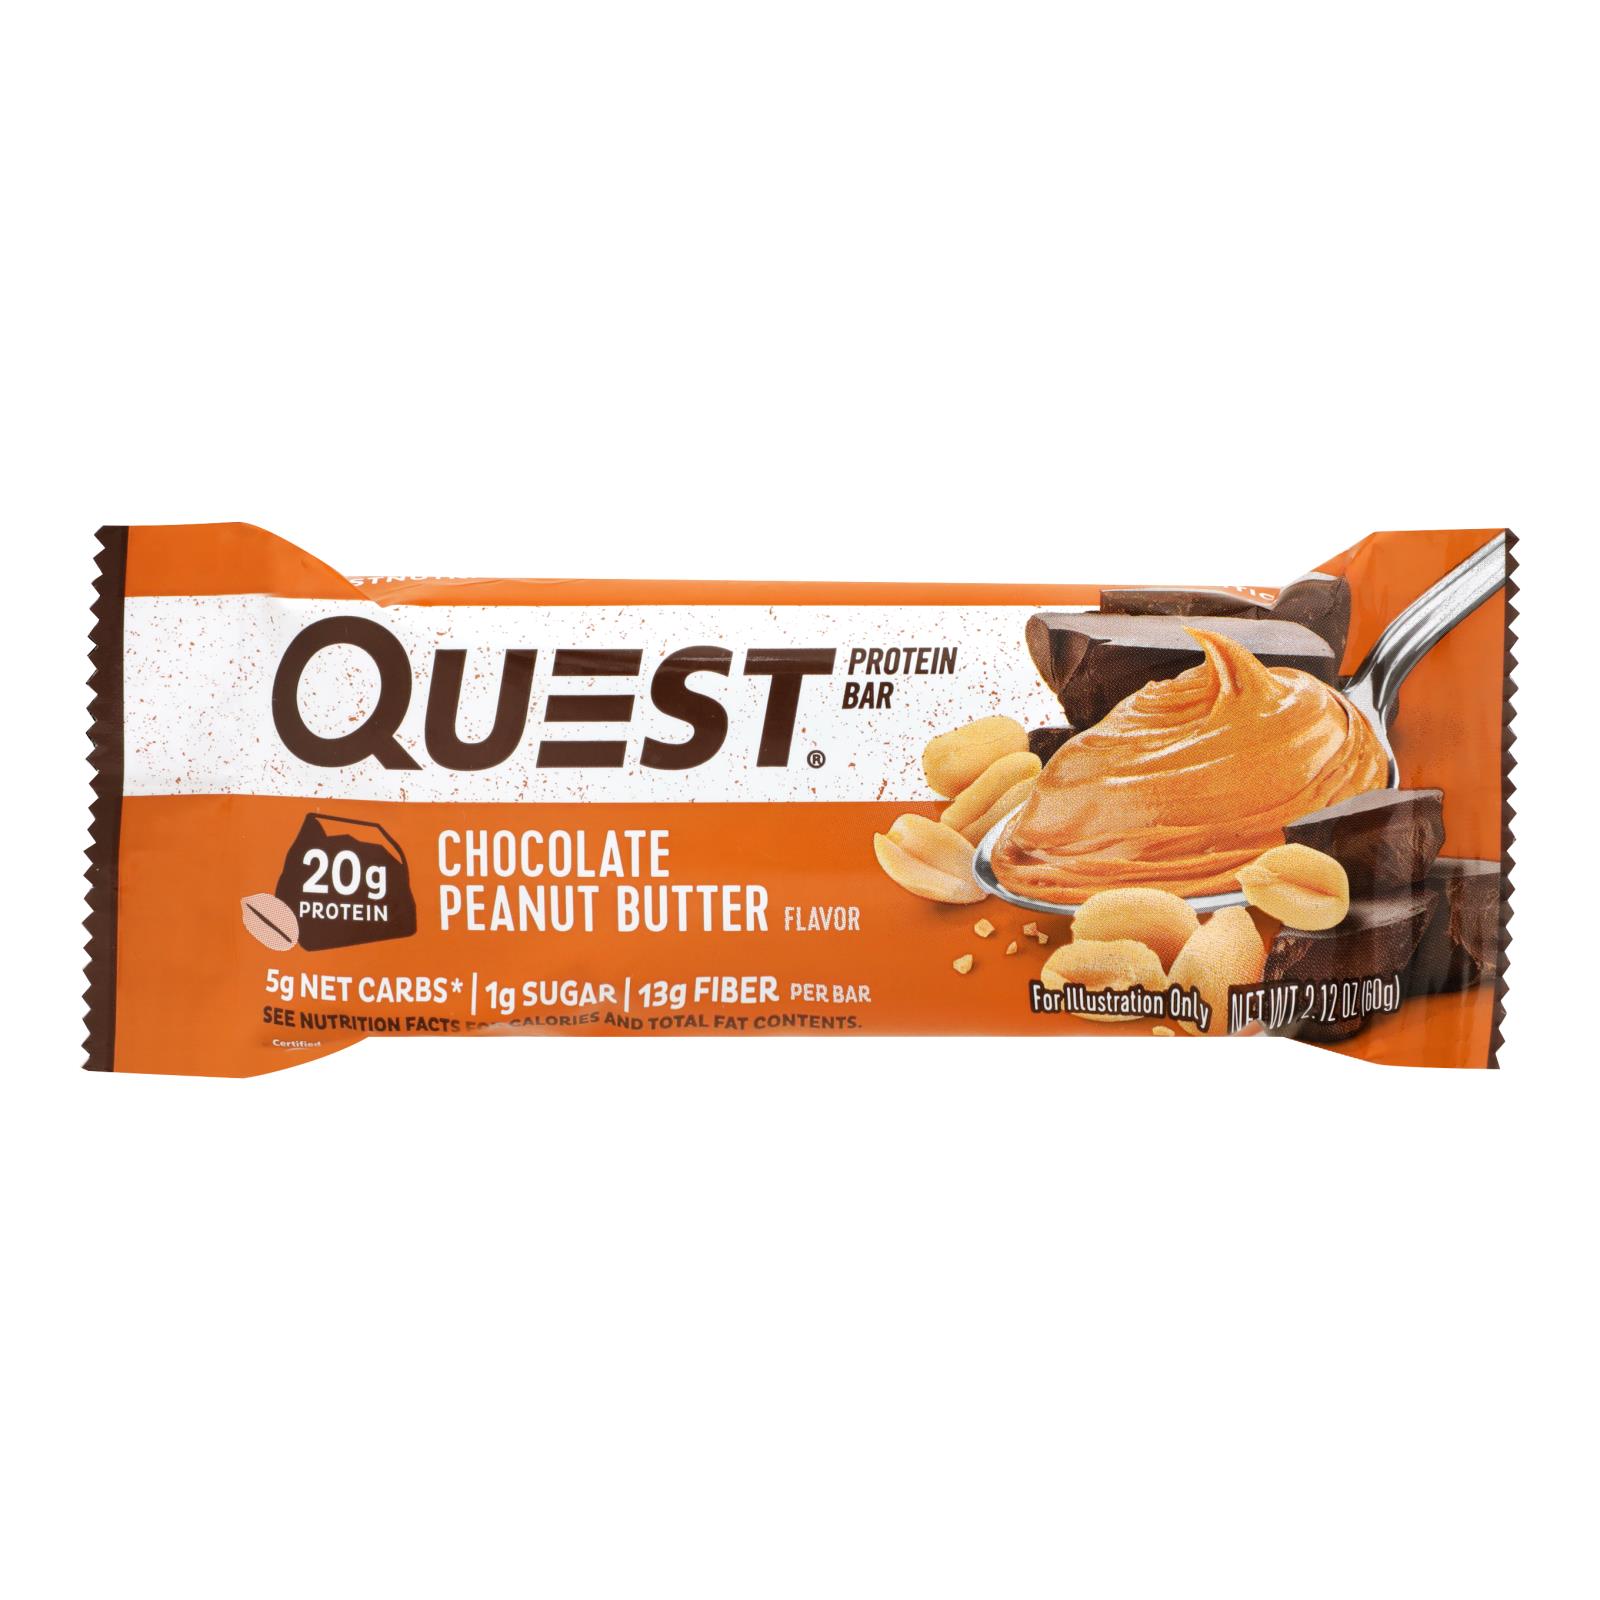 QUEST®
PROTEIN
BAR
20g
PROTEIN
CHOCOLATE
PEANUT BUTTER FLAVOR
5g NET CARBS* | 1g SUGAR | 13g FIBER PER BAR
SEE NUTRITION FACTS FOR CALORIES AND TOTAL FAT CONTENTS.
Certified
For Illustration Only
NET WT 2.12 OZ (60g)